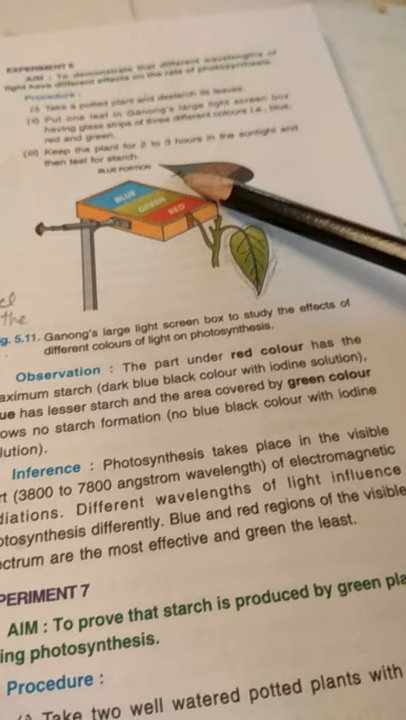 EXPERIMENT 6
AIM : To demonstrate that different wavelengths of
light have different effects on the rate of photosynthesis.
Procedure :
(i) Take a potted plant and destarch its leaves.
(ii) Put one leaf in Ganong's large light screen box
having glass strips of three different colours i.e., blue,
red and green.
(iii) Keep the plant for 2 to 3 hours in the sunlight and
then test for starch.
BLUE PORTION
BLUE
GREEN
RED
the
g. 5.11. Ganong's large light screen box to study the effects of
different colours of light on photosynthesis.
Observation : The part under red colour has the
aximum starch (dark blue black colour with iodine solution),
ue has lesser starch and the area covered by green colour
ows no starch formation (no blue black colour with iodine
lution).
Inference : Photosynthesis takes place in the visible
rt (3800 to 7800 angstrom wavelength) of electromagnetic
diations. Different wavelengths of light influence
otosynthesis differently. Blue and red regions of the visible
ectrum are the most effective and green the least.
PERIMENT 7
AIM : To prove that starch is produced by green pla
ing photosynthesis.
Procedure :
(i) Take two well watered potted plants with